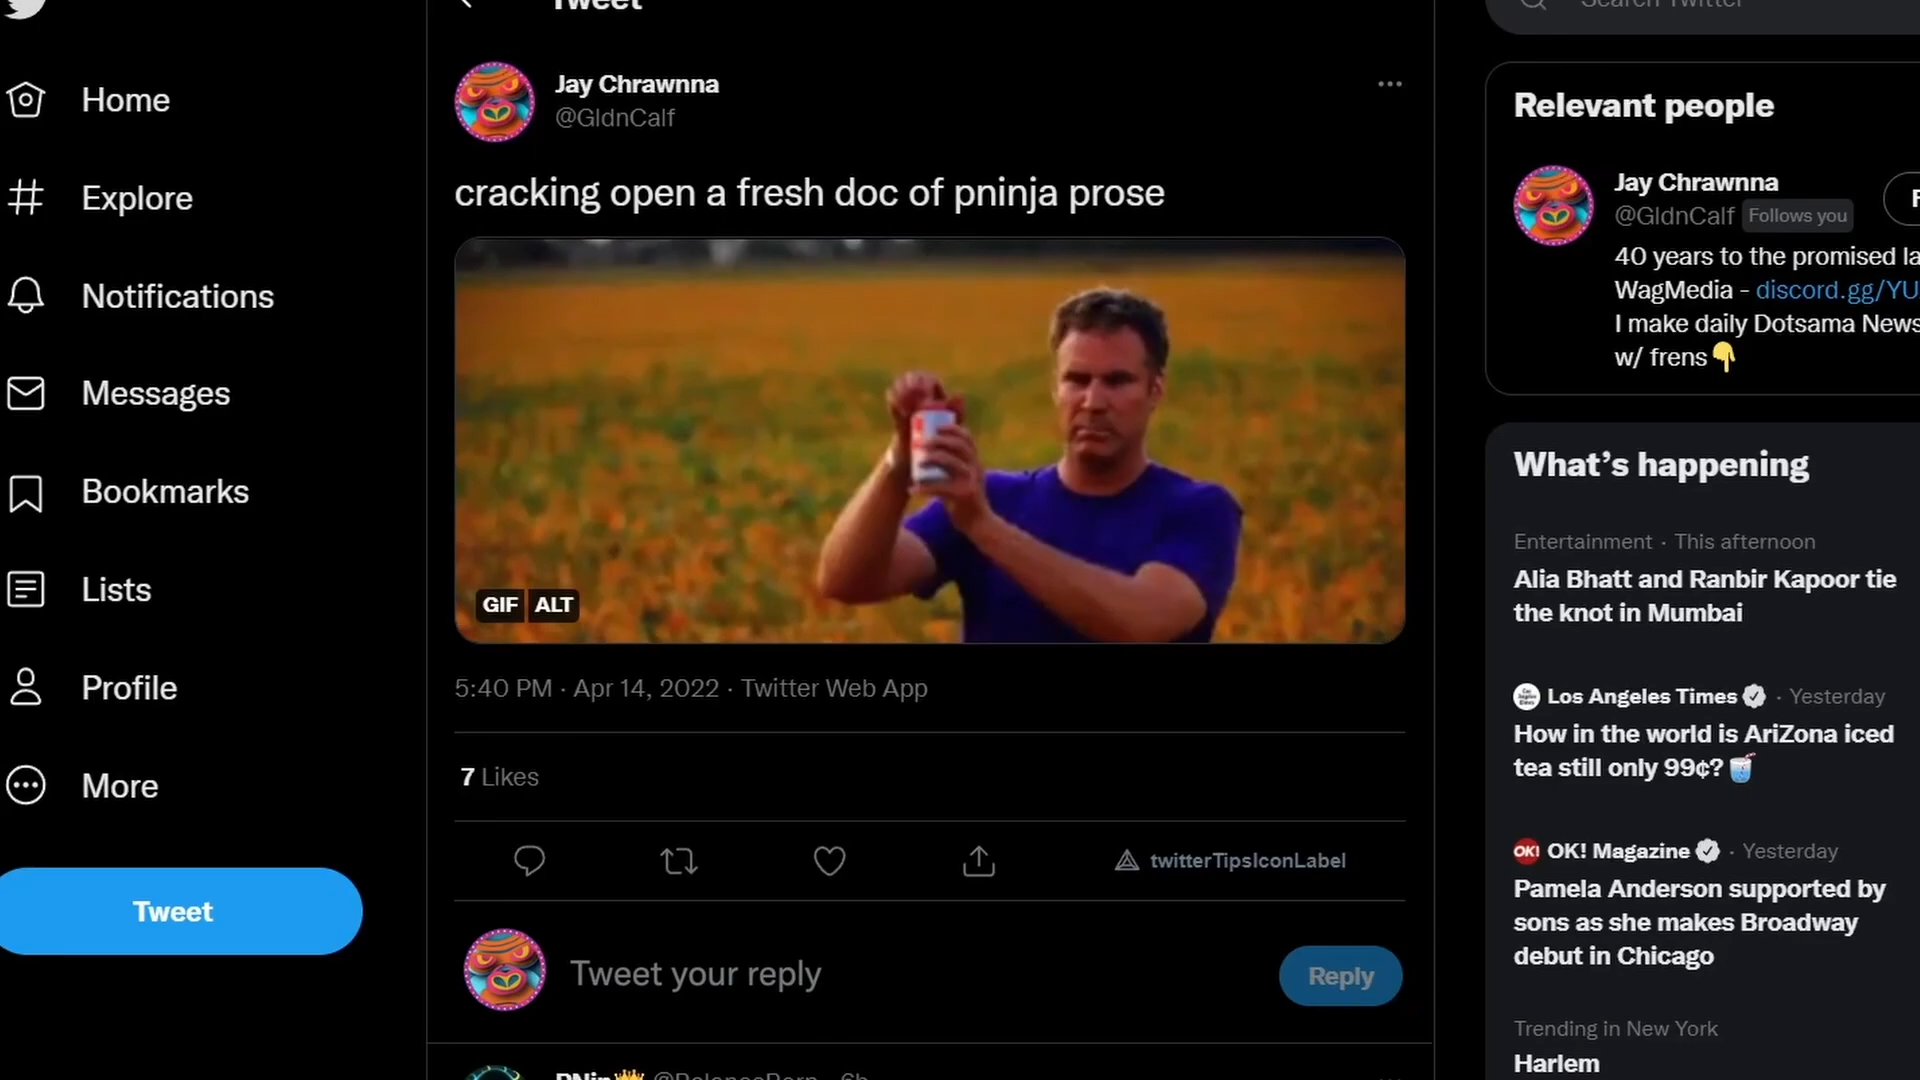 Tweet
Search Twitter
Home
Explore
Notifications
Messages
Bookmarks
Lists
Profile
More
Tweet
Jay Chrawnna
@GldnCalf
cracking open a fresh doc of pninja prose
GIF ALT
5:40 PM · Apr 14, 2022 · Twitter Web App
7 Likes
twitterTipsIconLabel
Tweet your reply
Reply
Relevant people
Jay Chrawnna
@GldnCalf Follows you
40 years to the promised la
WagMedia - discord.gg/YU
I make daily Dotsama News
w/ frens👇
What's happening
Entertainment · This afternoon
Alia Bhatt and Ranbir Kapoor tie
the knot in Mumbai
Los Angeles Times · Yesterday
How in the world is AriZona iced
tea still only 99¢?🧋
OK! OK! Magazine · Yesterday
Pamela Anderson supported by
sons as she makes Broadway
debut in Chicago
Trending in New York
Harlem